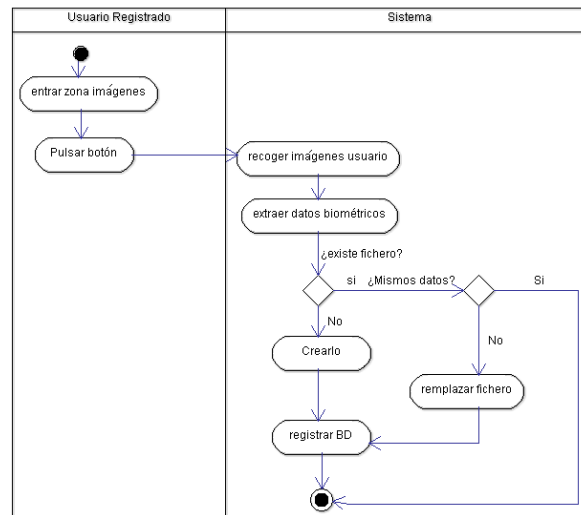 Usuario Registrado
Sistema
entrar zona imágenes
Pulsar botón
recoger imágenes usuario
extraer datos biométricos
¿existe fichero?
si
¿Mismos datos?
Si
No
No
Crearlo
remplazar fichero
registrar BD